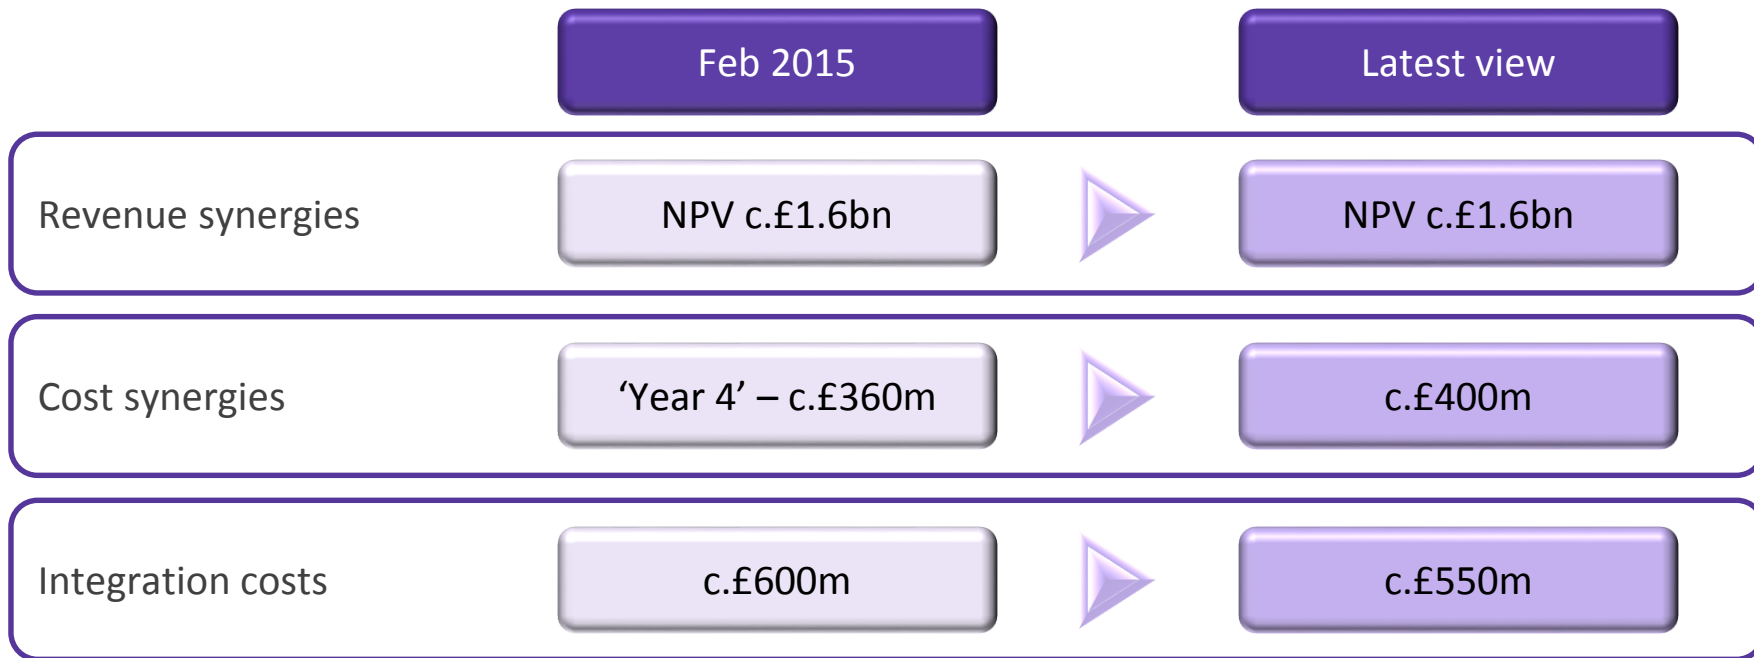 Feb 2015
Latest view
Revenue synergies
NPV c.£1.6bn
NPV c.£1.6bn
Cost synergies
‘Year 4’ – c.£360m
c.£400m
Integration costs
c.£600m
c.£550m